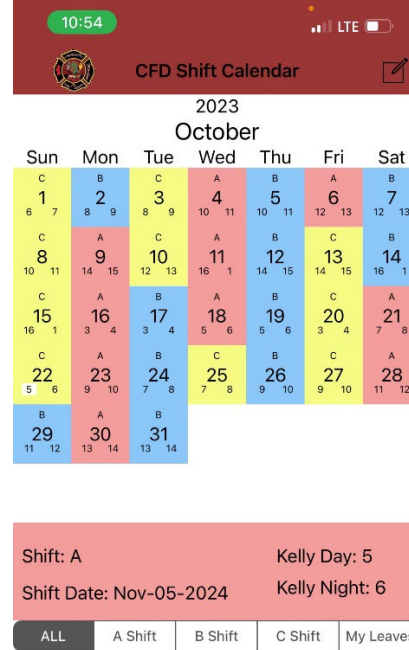 10:54 LTE
CFD Shift Calendar
2023
October
Sun Mon Tue Wed Thu Fri Sat
C B C A B A B
1 2 3 4 5 6 7
6 7 8 9 8 9 10 11 10 11 12 13 12 13
C A C A B C B
8 9 10 11 12 13 14
10 11 14 15 12 13 16 1 14 15 14 15 16 1
C A B A B C A
15 16 17 18 19 20 21
16 1 3 4 3 4 5 6 5 6 3 4 7 8
C A B C B C A
22 23 24 25 26 27 28
5 6 9 10 7 8 7 8 9 10 9 10 11 12
B A B
29 30 31
11 12 13 14 13 14
Shift: A Kelly Day: 5
Shift Date: Nov-05-2024 Kelly Night: 6
ALL A Shift B Shift C Shift My Leaves